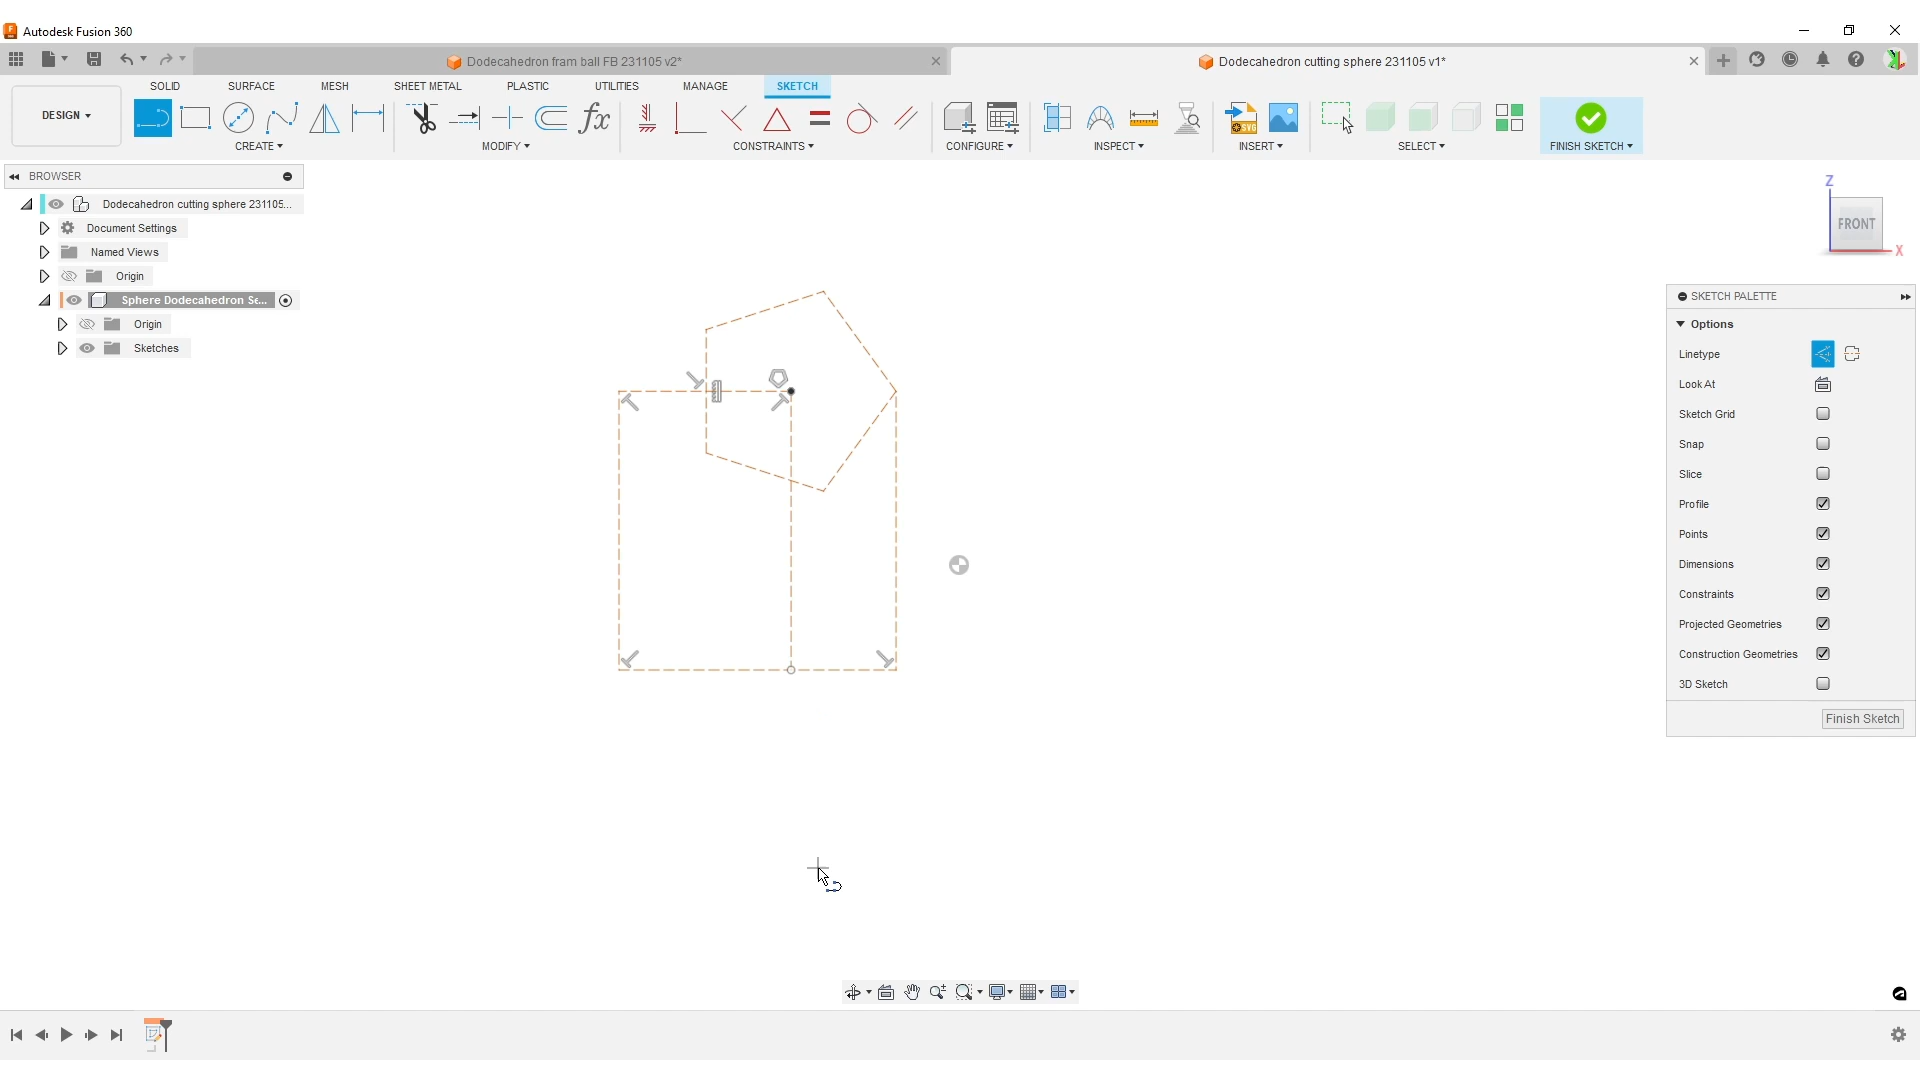 Autodesk Fusion 360
Dodecahedron fram ball FB 231105 v2*
Dodecahedron cutting sphere 231105 v1*
SOLID SURFACE MESH SHEET METAL PLASTIC UTILITIES MANAGE SKETCH
DESIGN
CREATE MODIFY CONSTRAINTS CONFIGURE INSPECT INSERT SELECT FINISH SKETCH
BROWSER
Dodecahedron cutting sphere 231105...
Document Settings
Named Views
Origin
Sphere Dodecahedron Se...
Origin
Sketches
Z
FRONT
X
SKETCH PALETTE
Options
Linetype
Look At
Sketch Grid
Snap
Slice
Profile
Points
Dimensions
Constraints
Projected Geometries
Construction Geometries
3D Sketch
Finish Sketch